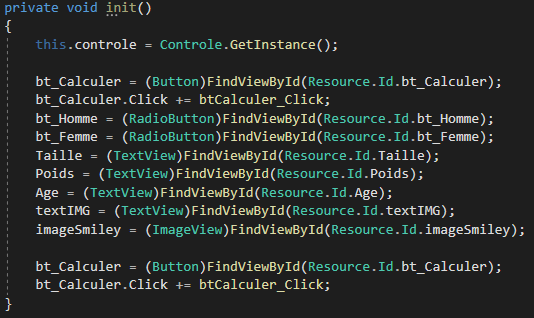 private void init()
{
this.controle = Controle.GetInstance();
bt_Calculer = (Button)FindViewById(Resource.Id.bt_Calculer);
bt_Calculer.Click += btCalculer_Click;
bt_Homme = (RadioButton)FindViewById(Resource.Id.bt_Homme);
bt_Femme = (RadioButton)FindViewById(Resource.Id.bt_Femme);
Taille = (TextView)FindViewById(Resource.Id.Taille);
Poids = (TextView)FindViewById(Resource.Id.Poids);
Age = (TextView)FindViewById(Resource.Id.Age);
textIMG = (TextView)FindViewById(Resource.Id.textIMG);
imageSmiley = (ImageView)FindViewById(Resource.Id.imageSmiley);
bt_Calculer = (Button)FindViewById(Resource.Id.bt_Calculer);
bt_Calculer.Click += btCalculer_Click;
}